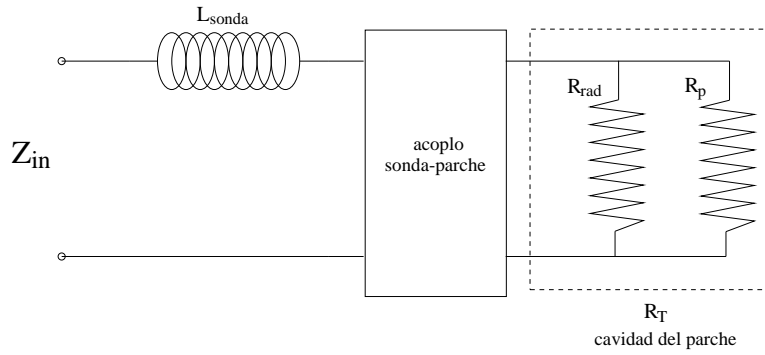 L_sonda
Z_in
acoplo
sonda-parche
R_rad
R_p
R_T
cavidad del parche